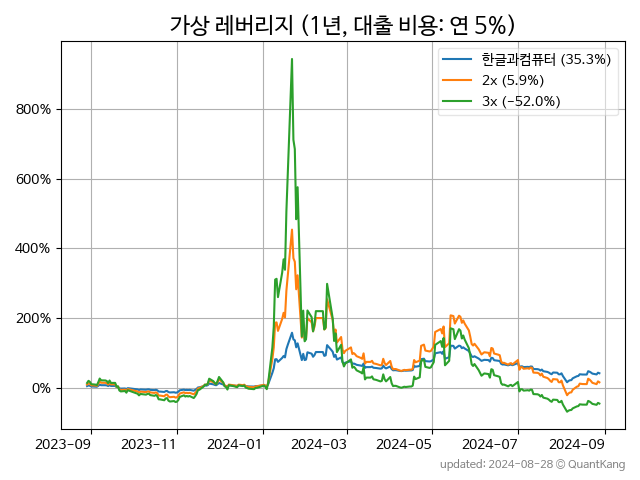 가상 레버리지 (1년, 대출 비용: 연 5%)
한글과컴퓨터 (35.3%)
2x (5.9%)
3x (−52.0%)
800%
600%
400%
200%
0%
2023-09 2023-11 2024-01 2024-03 2024-05 2024-07 2024-09
updated: 2024-08-28 © QuantKang